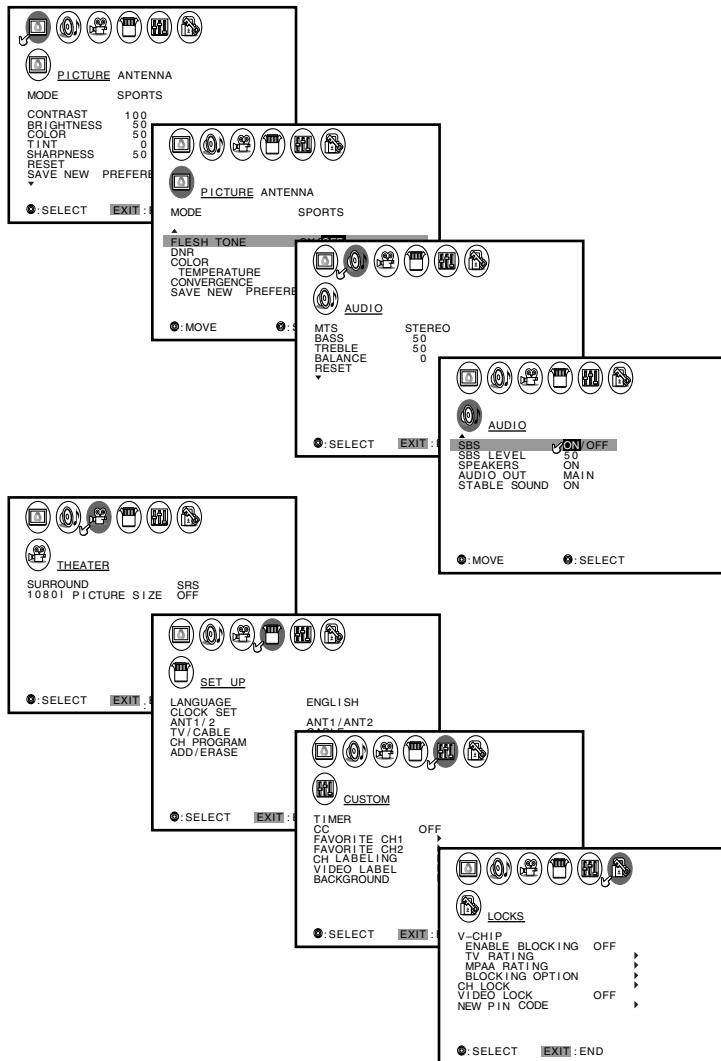 PICTURE ANTENNA
MODE SPORTS
CONTRAST 100
BRIGHTNESS 50
COLOR 50
TINT 0
SHARPNESS 50
RESET
SAVE NEW PREFERE
:SELECT EXIT :
PICTURE ANTENNA
MODE SPORTS
FLESH TONE
DNR
COLOR
TEMPERATURE
CONVERGENCE
SAVE NEW PREFERE
:MOVE
AUDIO
MTS STEREO
BASS 50
TREBLE 50
BALANCE 0
RESET
:SELECT EXIT :
AUDIO
SBS ON/OFF
SBS LEVEL 50
SPEAKERS ON
AUDIO OUT MAIN
STABLE SOUND ON
:MOVE :SELECT
THEATER
SURROUND SRS
1080I PICTURE SIZE OFF
:SELECT EXIT :
SET UP
LANGUAGE ENGLISH
CLOCK SET
ANT1/2 ANT1/ANT2
TV/CABLE
CH PROGRAM
ADD/ERASE
:SELECT EXIT :
CUSTOM
TIMER
CC OFF
FAVORITE CH1
FAVORITE CH2
CH LABELING
VIDEO LABEL
BACKGROUND
:SELECT EXIT :
LOCKS
V-CHIP
ENABLE BLOCKING OFF
TV RATING
MPAA RATING
BLOCKING OPTION
CH LOCK
VIDEO LOCK OFF
NEW PIN CODE
:SELECT EXIT :END